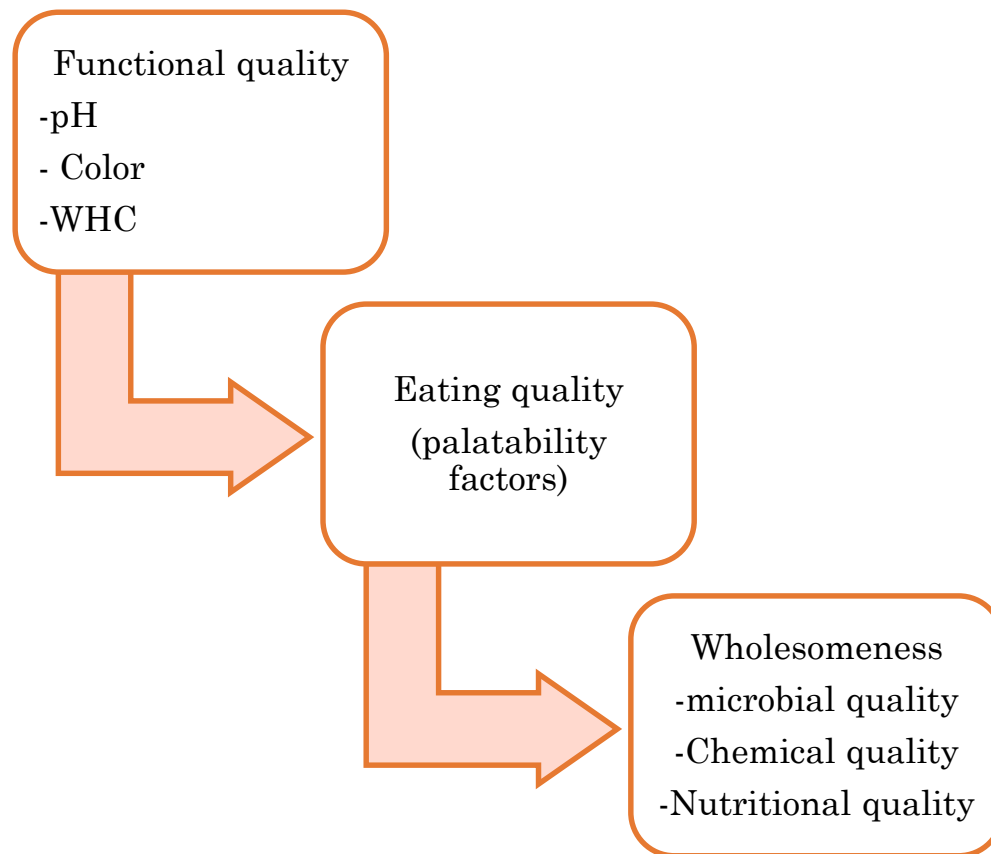 Functional quality
-pH
- Color
-WHC
Eating quality
(palatability
factors)
Wholesomeness
-microbial quality
-Chemical quality
-Nutritional quality